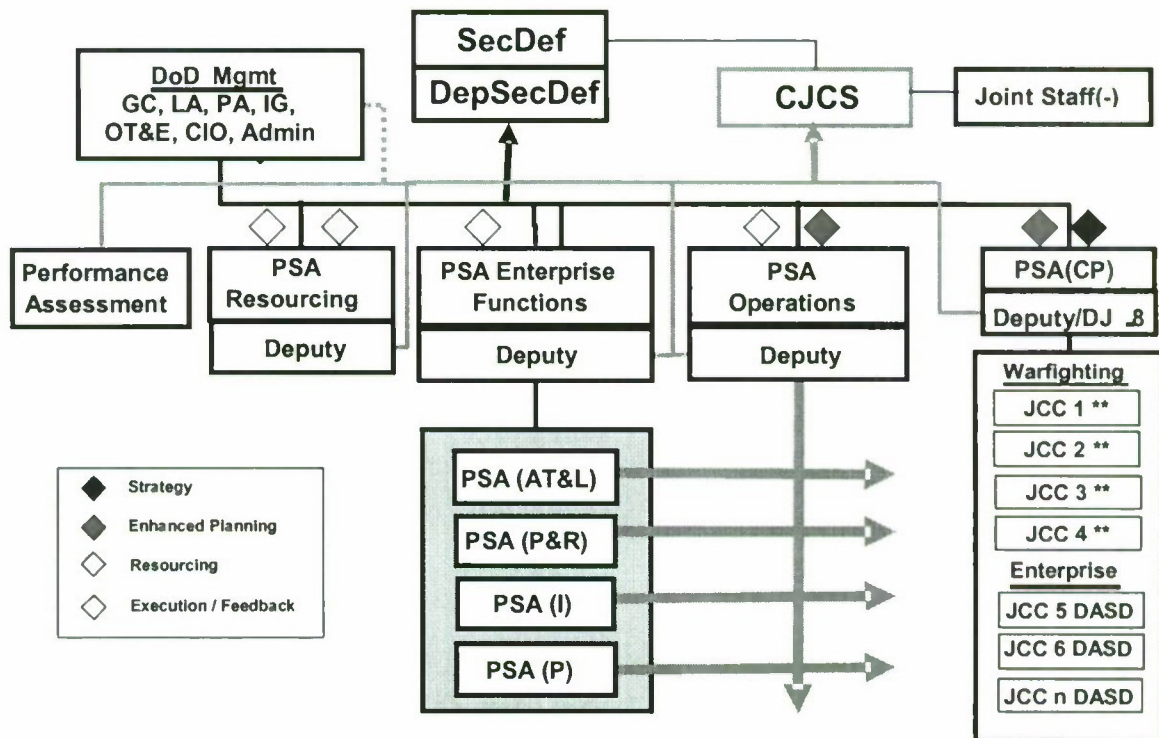 SecDef
DepSecDef
DoD Mgmt
GC, LA, PA, IG,
OT&E, CIO, Admin
CJCS
Joint Staff(-)
Performance
Assessment
PSA
Resourcing
Deputy
PSA Enterprise
Functions
Deputy
PSA
Operations
Deputy
PSA(CP)
Deputy/DJ 8
Warfighting
JCC 1 **
JCC 2 **
JCC 3 **
JCC 4 **
Enterprise
JCC 5 DASD
JCC 6 DASD
JCC n DASD
PSA (AT&L)
PSA (P&R)
PSA (I)
PSA (P)
Strategy
Enhanced Planning
Resourcing
Execution / Feedback